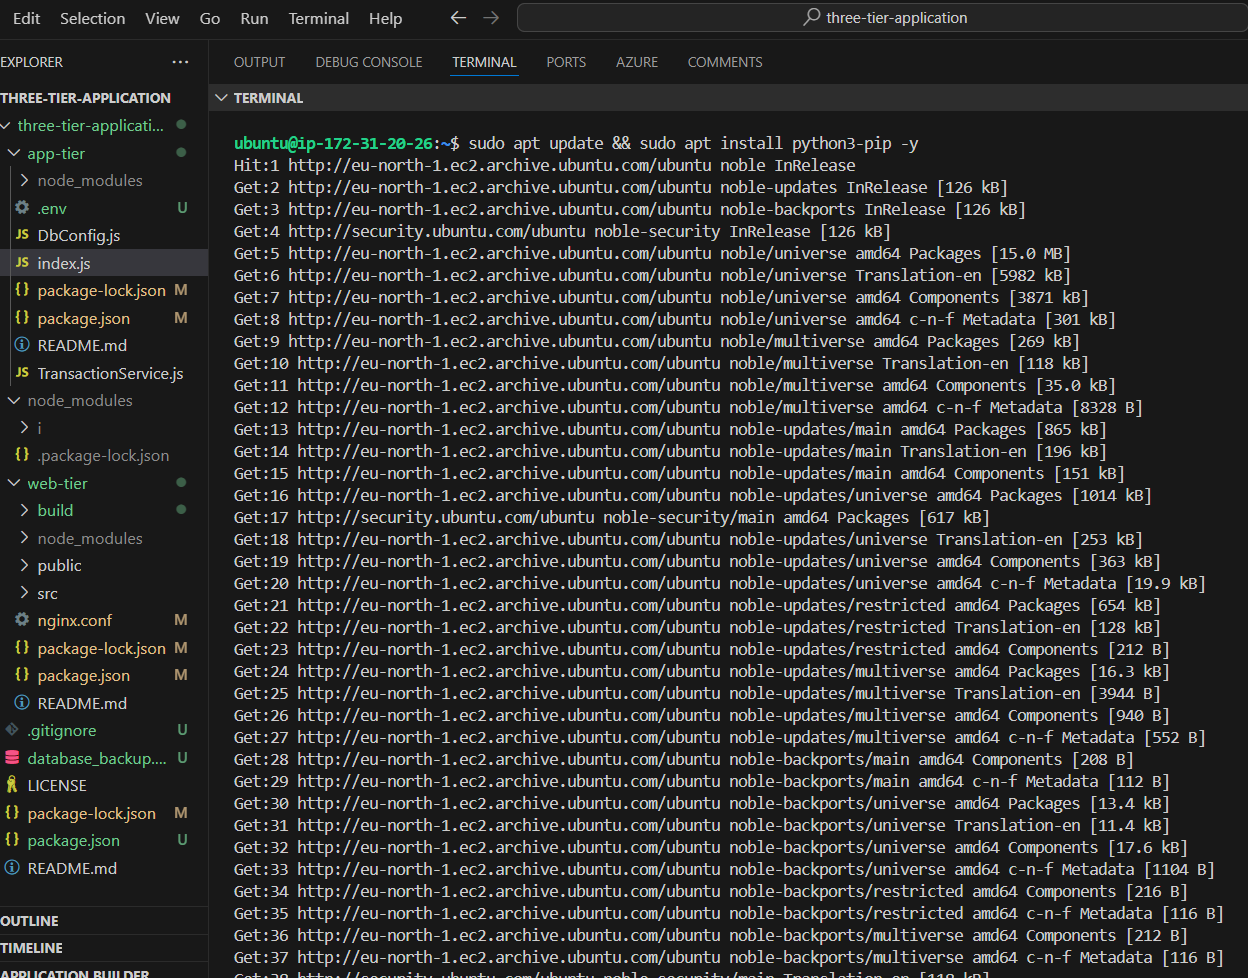 Edit Selection View Go Run Terminal Help
three-tier-application
EXPLORER
THREE-TIER-APPLICATION
three-tier-applicati...
app-tier
node_modules
.env U
JS DbConfig.js
JS index.js
{} package-lock.json M
{} package.json M
README.md
JS TransactionService.js
node_modules
i
{} .package-lock.json
web-tier
build
node_modules
public
src
nginx.conf M
{} package-lock.json M
{} package.json M
README.md
.gitignore U
database_backup.... U
LICENSE
{} package-lock.json M
{} package.json U
README.md
OUTLINE
TIMELINE
APPLICATION BUILDER
OUTPUT DEBUG CONSOLE TERMINAL PORTS AZURE COMMENTS
TERMINAL
ubuntu@ip-172-31-20-26:~$ sudo apt update && sudo apt install python3-pip -y
Hit:1 http://eu-north-1.ec2.archive.ubuntu.com/ubuntu noble InRelease
Get:2 http://eu-north-1.ec2.archive.ubuntu.com/ubuntu noble-updates InRelease [126 kB]
Get:3 http://eu-north-1.ec2.archive.ubuntu.com/ubuntu noble-backports InRelease [126 kB]
Get:4 http://security.ubuntu.com/ubuntu noble-security InRelease [126 kB]
Get:5 http://eu-north-1.ec2.archive.ubuntu.com/ubuntu noble/universe amd64 Packages [15.0 MB]
Get:6 http://eu-north-1.ec2.archive.ubuntu.com/ubuntu noble/universe Translation-en [5982 kB]
Get:7 http://eu-north-1.ec2.archive.ubuntu.com/ubuntu noble/universe amd64 Components [3871 kB]
Get:8 http://eu-north-1.ec2.archive.ubuntu.com/ubuntu noble/universe amd64 c-n-f Metadata [301 kB]
Get:9 http://eu-north-1.ec2.archive.ubuntu.com/ubuntu noble/multiverse amd64 Packages [269 kB]
Get:10 http://eu-north-1.ec2.archive.ubuntu.com/ubuntu noble/multiverse Translation-en [118 kB]
Get:11 http://eu-north-1.ec2.archive.ubuntu.com/ubuntu noble/multiverse amd64 Components [35.0 kB]
Get:12 http://eu-north-1.ec2.archive.ubuntu.com/ubuntu noble/multiverse amd64 c-n-f Metadata [8328 B]
Get:13 http://eu-north-1.ec2.archive.ubuntu.com/ubuntu noble-updates/main amd64 Packages [865 kB]
Get:14 http://eu-north-1.ec2.archive.ubuntu.com/ubuntu noble-updates/main Translation-en [196 kB]
Get:15 http://eu-north-1.ec2.archive.ubuntu.com/ubuntu noble-updates/main amd64 Components [151 kB]
Get:16 http://eu-north-1.ec2.archive.ubuntu.com/ubuntu noble-updates/universe amd64 Packages [1014 kB]
Get:17 http://security.ubuntu.com/ubuntu noble-security/main amd64 Packages [617 kB]
Get:18 http://eu-north-1.ec2.archive.ubuntu.com/ubuntu noble-updates/universe Translation-en [253 kB]
Get:19 http://eu-north-1.ec2.archive.ubuntu.com/ubuntu noble-updates/universe amd64 Components [363 kB]
Get:20 http://eu-north-1.ec2.archive.ubuntu.com/ubuntu noble-updates/universe amd64 c-n-f Metadata [19.9 kB]
Get:21 http://eu-north-1.ec2.archive.ubuntu.com/ubuntu noble-updates/restricted amd64 Packages [654 kB]
Get:22 http://eu-north-1.ec2.archive.ubuntu.com/ubuntu noble-updates/restricted Translation-en [128 kB]
Get:23 http://eu-north-1.ec2.archive.ubuntu.com/ubuntu noble-updates/restricted amd64 Components [212 B]
Get:24 http://eu-north-1.ec2.archive.ubuntu.com/ubuntu noble-updates/multiverse amd64 Packages [16.3 kB]
Get:25 http://eu-north-1.ec2.archive.ubuntu.com/ubuntu noble-updates/multiverse Translation-en [3944 B]
Get:26 http://eu-north-1.ec2.archive.ubuntu.com/ubuntu noble-updates/multiverse amd64 Components [940 B]
Get:27 http://eu-north-1.ec2.archive.ubuntu.com/ubuntu noble-updates/multiverse amd64 c-n-f Metadata [552 B]
Get:28 http://eu-north-1.ec2.archive.ubuntu.com/ubuntu noble-backports/main amd64 Components [208 B]
Get:29 http://eu-north-1.ec2.archive.ubuntu.com/ubuntu noble-backports/main amd64 c-n-f Metadata [112 B]
Get:30 http://eu-north-1.ec2.archive.ubuntu.com/ubuntu noble-backports/universe amd64 Packages [13.4 kB]
Get:31 http://eu-north-1.ec2.archive.ubuntu.com/ubuntu noble-backports/universe Translation-en [11.4 kB]
Get:32 http://eu-north-1.ec2.archive.ubuntu.com/ubuntu noble-backports/universe amd64 Components [17.6 kB]
Get:33 http://eu-north-1.ec2.archive.ubuntu.com/ubuntu noble-backports/universe amd64 c-n-f Metadata [1104 B]
Get:34 http://eu-north-1.ec2.archive.ubuntu.com/ubuntu noble-backports/restricted amd64 Components [216 B]
Get:35 http://eu-north-1.ec2.archive.ubuntu.com/ubuntu noble-backports/restricted amd64 c-n-f Metadata [116 B]
Get:36 http://eu-north-1.ec2.archive.ubuntu.com/ubuntu noble-backports/multiverse amd64 Components [212 B]
Get:37 http://eu-north-1.ec2.archive.ubuntu.com/ubuntu noble-backports/multiverse amd64 c-n-f Metadata [116 B]
Get:38 http://security.ubuntu.com/ubuntu noble-security/main Translation-en [118 kB]